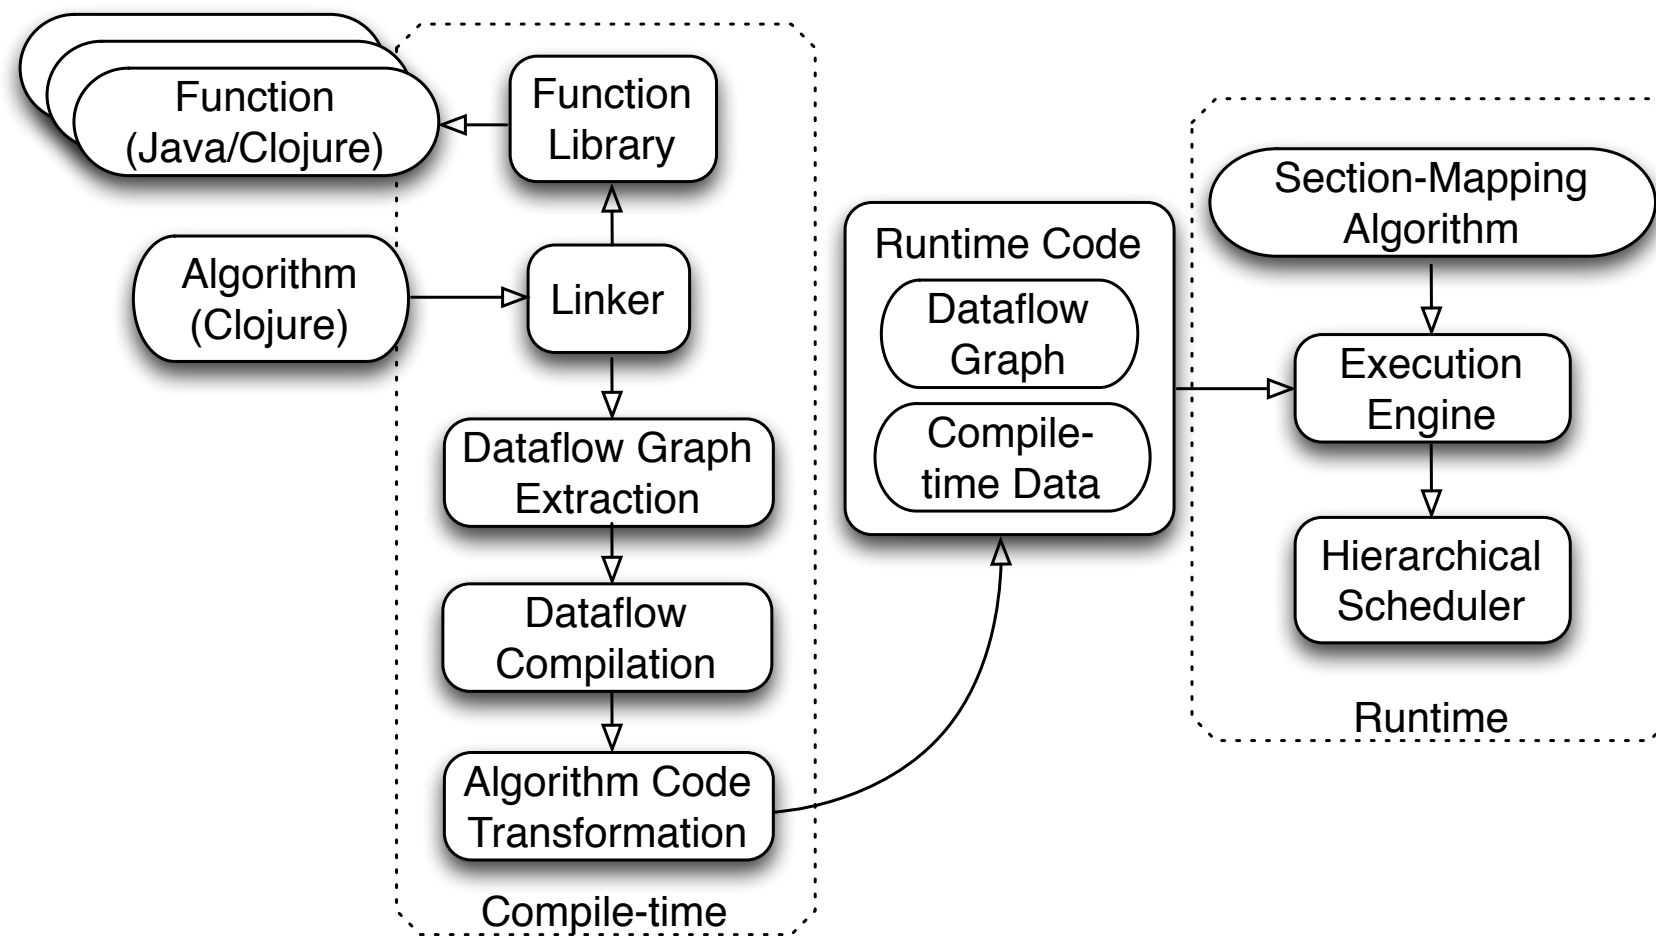 Function
(Java/Clojure)
Function
Library
Algorithm
(Clojure)
Linker
Dataflow Graph
Extraction
Dataflow
Compilation
Algorithm Code
Transformation
Compile-time
Runtime Code
Dataflow
Graph
Compile-
time Data
Section-Mapping
Algorithm
Execution
Engine
Hierarchical
Scheduler
Runtime